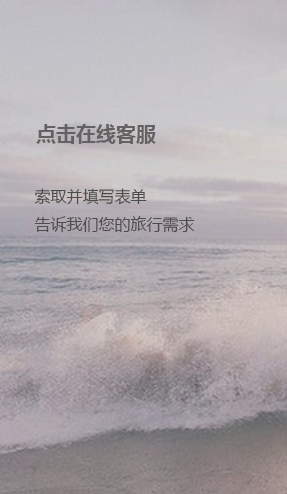 点击在线客服
索取并填写表单
告诉我们您的旅行需求